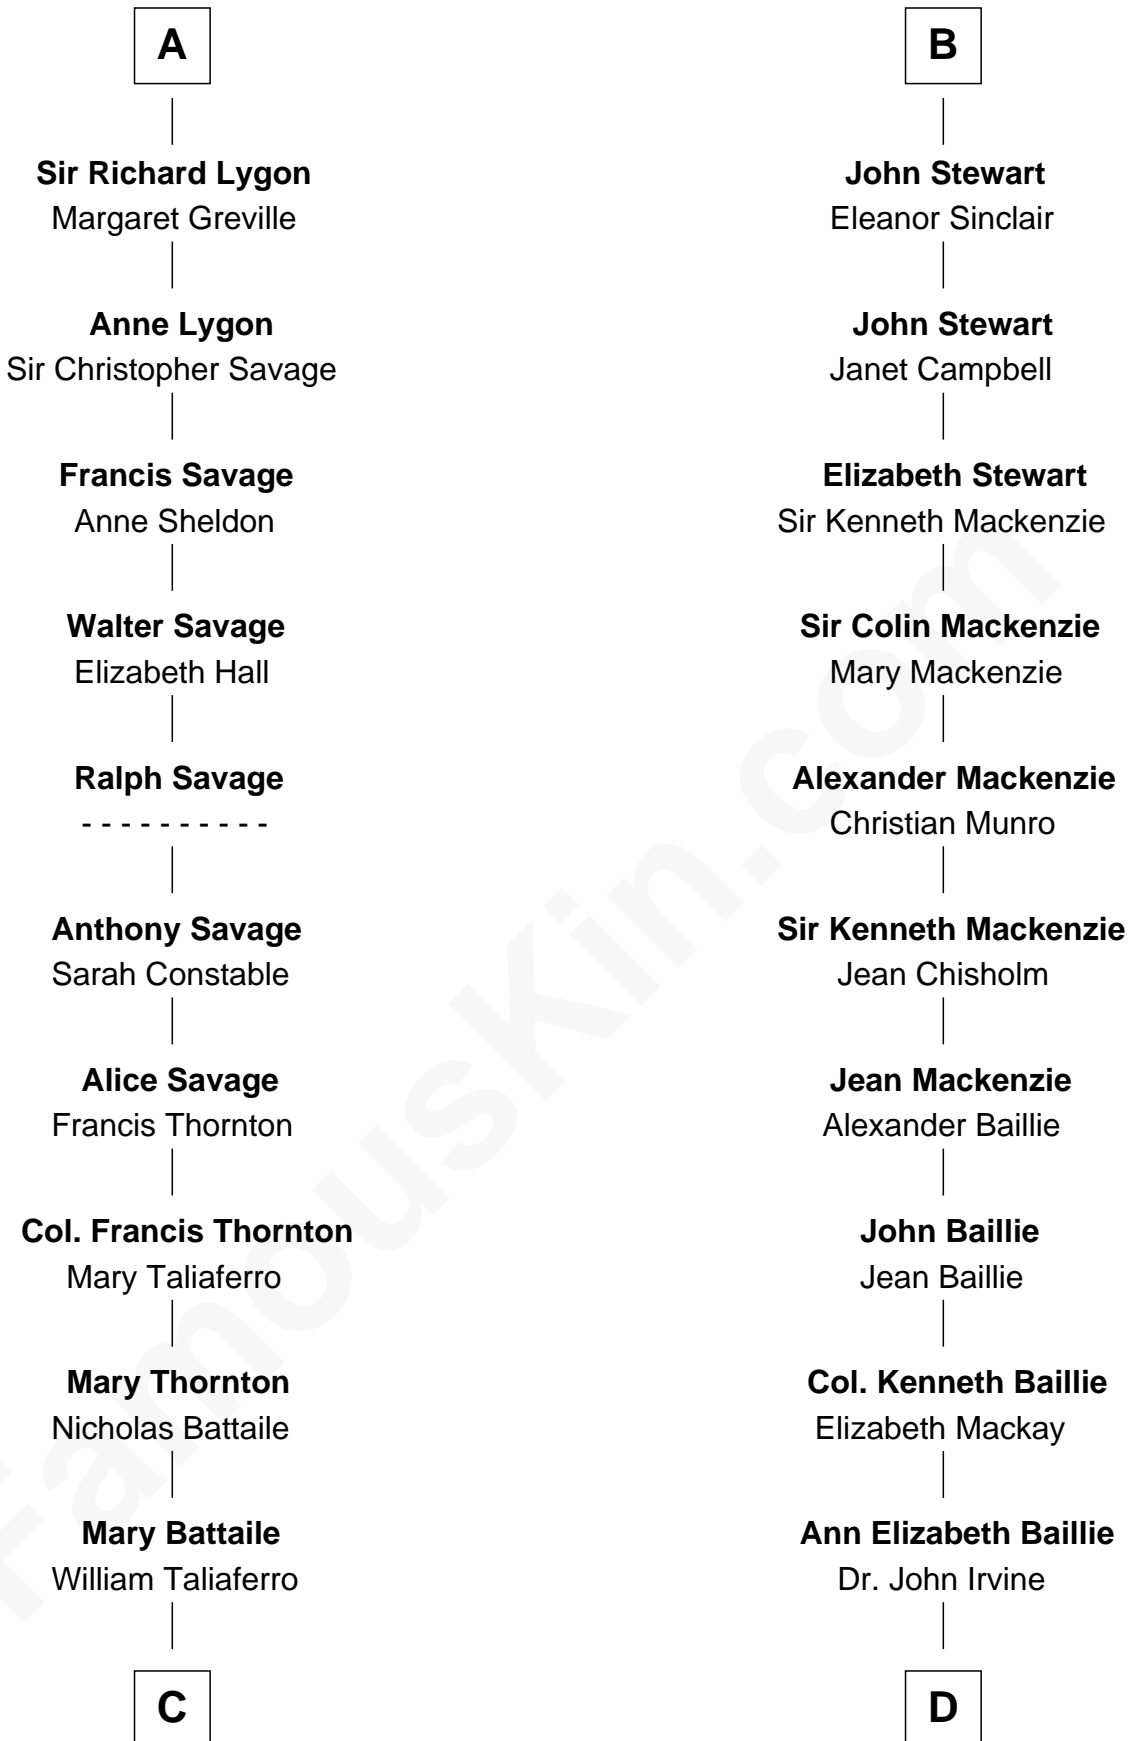 A
Sir Richard Lygon
Margaret Greville
Anne Lygon
Sir Christopher Savage
Francis Savage
Anne Sheldon
Walter Savage
Elizabeth Hall
Ralph Savage
- - - - - - - - - -
Anthony Savage
Sarah Constable
Alice Savage
Francis Thornton
Col. Francis Thornton
Mary Taliaferro
Mary Thornton
Nicholas Battaile
Mary Battaile
William Taliaferro
C
B
John Stewart
Eleanor Sinclair
John Stewart
Janet Campbell
Elizabeth Stewart
Sir Kenneth Mackenzie
Sir Colin Mackenzie
Mary Mackenzie
Alexander Mackenzie
Christian Munro
Sir Kenneth Mackenzie
Jean Chisholm
Jean Mackenzie
Alexander Baillie
John Baillie
Jean Baillie
Col. Kenneth Baillie
Elizabeth Mackay
Ann Elizabeth Baillie
Dr. John Irvine
D
FamousKin.com